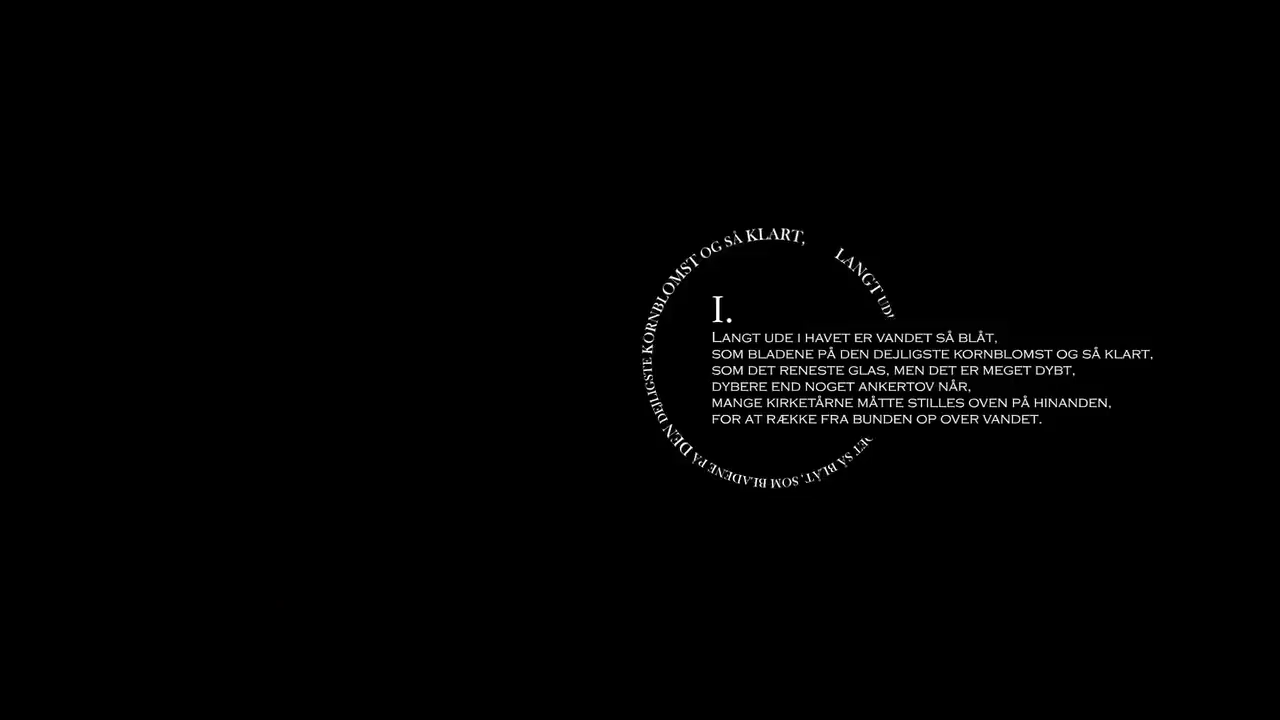 I.
LANGT UDE I HAVET ER VANDET SÅ BLÅT,
SOM BLADENE PÅ DEN DEJLIGSTE KORNBLOMST OG SÅ KLART,
SOM DET RENESTE GLAS, MEN DET ER MEGET DYBT,
DYBERE END NOGET ANKERTOV NÅR,
MANGE KIRKETÅRNE MÅTTE STILLES OVEN PÅ HINANDEN,
FOR AT RÆKKE FRA BUNDEN OP OVER VANDET.
LANGT UD
ET SÅ BLÅT, SOM BLADENE PÅ DEN DEJLIGSTE KORNBLOMST OG SÅ KLART,